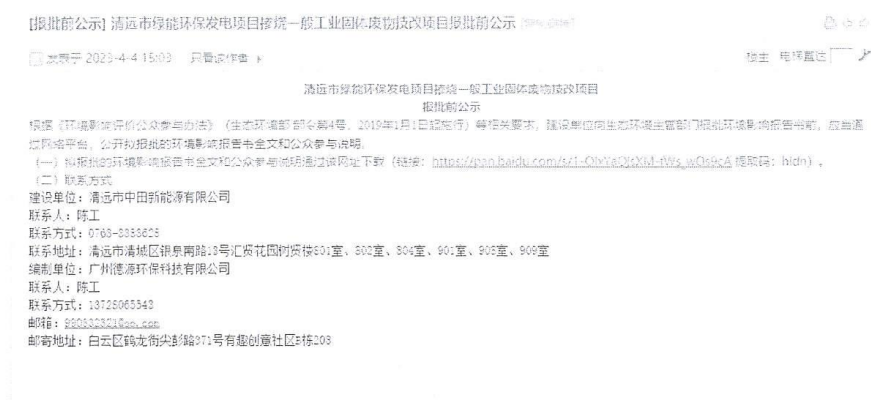 [报批前公示] 清远市绿能环保发电项目掺烧一般工业固体废物技改项目报批前公示
发表于 2023-4-4 15:03 只看该作者
楼主 电梯直达
清远市绿能环保发电项目掺烧一般工业固体废物技改项目
报批前公示
根据《环境影响评价公众参与办法》（生态环境部 部令第4号，2019年1月1日起施行）等相关要求，建设单位向生态环境主管部门报批环境影响报告书前，应当通
过网络平台，公开拟报批的环境影响报告书全文和公众参与说明。
（一）拟报批的环境影响报告书全文和公众参与说明通过该网址下载（链接： 提取码：hldn）。
（二）联系方式
建设单位：清远市中田新能源有限公司
联系人：陈工
联系方式：0763-3333625
联系地址：清远市清城区银泉南路18号汇贤花园树贤楼801室、802室、804室、901室、903室、909室
编制单位：广州德源环保科技有限公司
联系人：陈工
联系方式：13725065543
邮箱：
邮寄地址：白云区鹤龙街尖彭路371号有趣创意社区B栋203